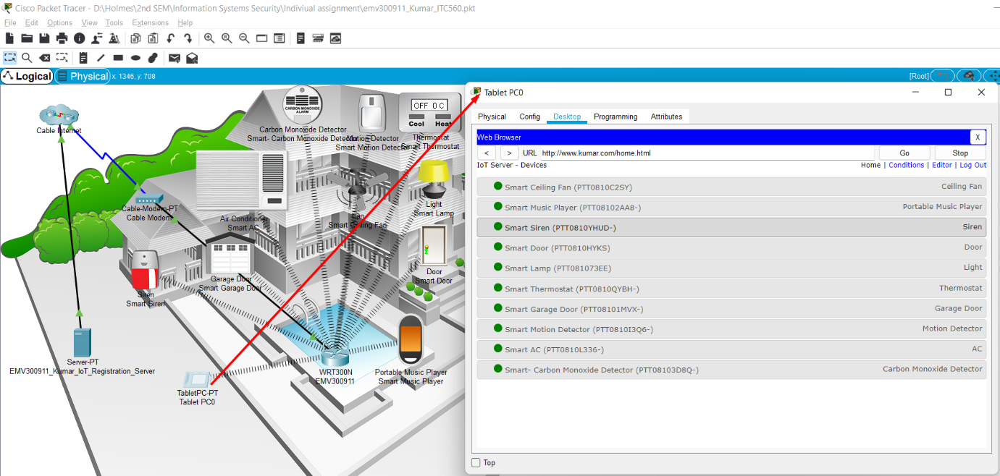 Cisco Packet Tracer - D:\Holmes\2nd SEM\Information Systems Security\Indiviual assignment\emv300911_Kumar_ITC560.pkt
File Edit Options View Tools Extensions Help
Logical Physical x: 1346, y: 708 [Root]
Cable Internet
Cable-Modem-PT
Cable Modem
Server-PT
EMV300911_Kumar_IoT_Registration_Server
TabletPC-PT
Tablet PC0
Siren
Smart Siren
Garage Door
Smart Garage Door
Air Conditioner
Smart AC
CARBON MONOXIDE
ALARM
Carbon Monoxide Detector
Smart- Carbon Monoxide Detector
Motion Detector
Smart Motion Detector
OFF 0 C
Cool Heat
Thermostat
Smart Thermostat
Fan
Smart Ceiling Fan
Light
Smart Lamp
Door
Smart Door
WRT300N
EMV300911
Portable Music Player
Smart Music Player
Tablet PC0
Physical Config Desktop Programming Attributes
Web Browser X
< > URL http://www.kumar.com/home.html Go Stop
IoT Server - Devices Home | Conditions | Editor | Log Out
Smart Ceiling Fan (PTT0810C2SY) Ceiling Fan
Smart Music Player (PTT08102AA8-) Portable Music Player
Smart Siren (PTT0810YHUD-) Siren
Smart Door (PTT0810HYKS) Door
Smart Lamp (PTT081073EE) Light
Smart Thermostat (PTT0810QYBH-) Thermostat
Smart Garage Door (PTT08101MVX-) Garage Door
Smart Motion Detector (PTT0810I3Q6-) Motion Detector
Smart AC (PTT0810L336-) AC
Smart- Carbon Monoxide Detector (PTT08103D8Q-) Carbon Monoxide Detector
Top